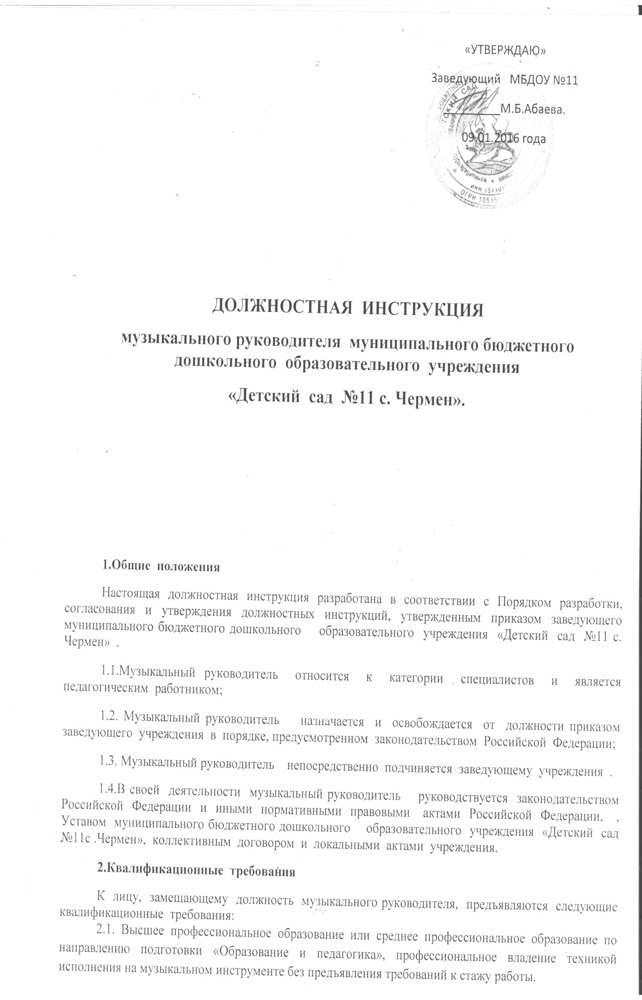 «УТВЕРЖДАЮ»
Заведующий МБДОУ №11
_________М.Б.Абаева.
09.01.2016 года
БЮДЖЕТНОЕ
САД
ИНН
ОГРН
ДОЛЖНОСТНАЯ ИНСТРУКЦИЯ
музыкального руководителя муниципального бюджетного
дошкольного образовательного учреждения
«Детский сад №11 с. Чермен».
1.Общие положения
Настоящая должностная инструкция разработана в соответствии с Порядком разработки,
согласования и утверждения должностных инструкций, утвержденным приказом заведующего
муниципального бюджетного дошкольного образовательного учреждения «Детский сад №11 с.
Чермен» .
1.1.Музыкальный руководитель относится к категории специалистов и является
педагогическим работником;
1.2. Музыкальный руководитель назначается и освобождается от должности приказом
заведующего учреждения в порядке, предусмотренном законодательством Российской Федерации;
1.3. Музыкальный руководитель непосредственно подчиняется заведующему учреждения .
1.4.В своей деятельности музыкальный руководитель руководствуется законодательством
Российской Федерации и иными нормативными правовыми актами Российской Федерации, ,
Уставом муниципального бюджетного дошкольного образовательного учреждения «Детский сад
№11с .Чермен», коллективным договором и локальными актами учреждения.
2.Квалификационные требования
К лицу, замещающему должность музыкального руководителя, предъявляются следующие
квалификационные требования:
2.1. Высшее профессиональное образование или среднее профессиональное образование по
направлению подготовки «Образование и педагогика», профессиональное владение техникой
исполнения на музыкальном инструменте без предъявления требований к стажу работы.